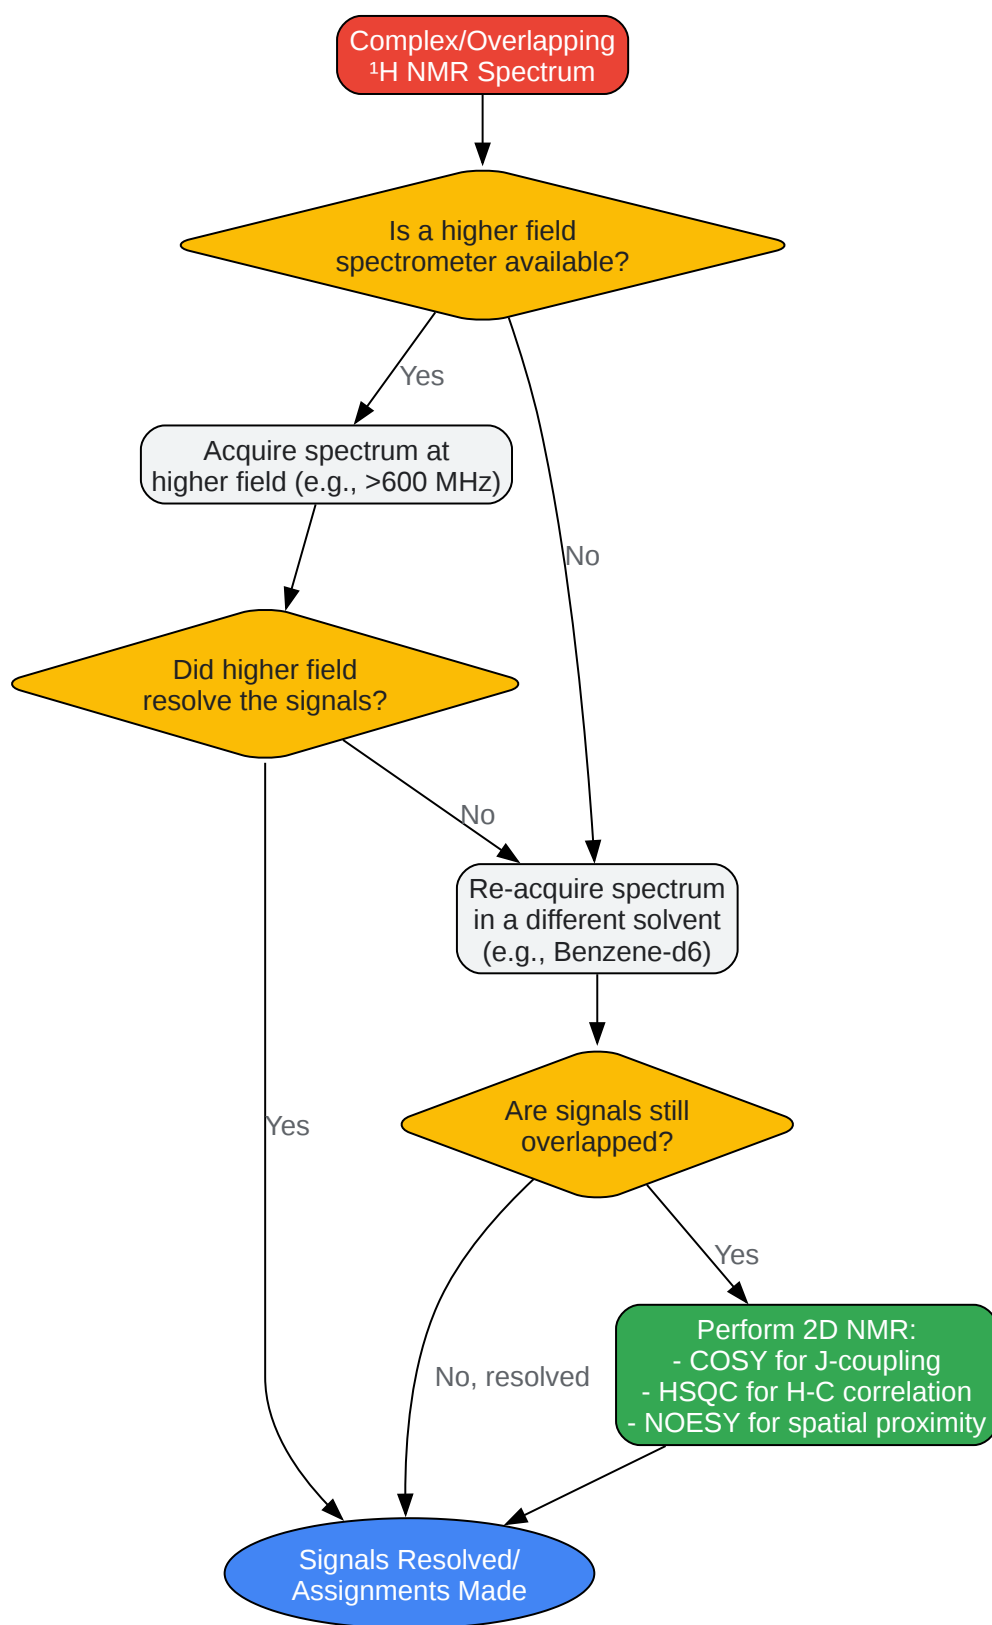 Complex/Overlapping
¹H NMR Spectrum
Is a higher field
spectrometer available?
Yes
Acquire spectrum at
higher field (e.g., >600 MHz)
No
Did higher field
resolve the signals?
No
Re-acquire spectrum
in a different solvent
(e.g., Benzene-d6)
Are signals still
overlapped?
Yes
Yes
Perform 2D NMR:
- COSY for J-coupling
- HSQC for H-C correlation
- NOESY for spatial proximity
No, resolved
Signals Resolved/
Assignments Made